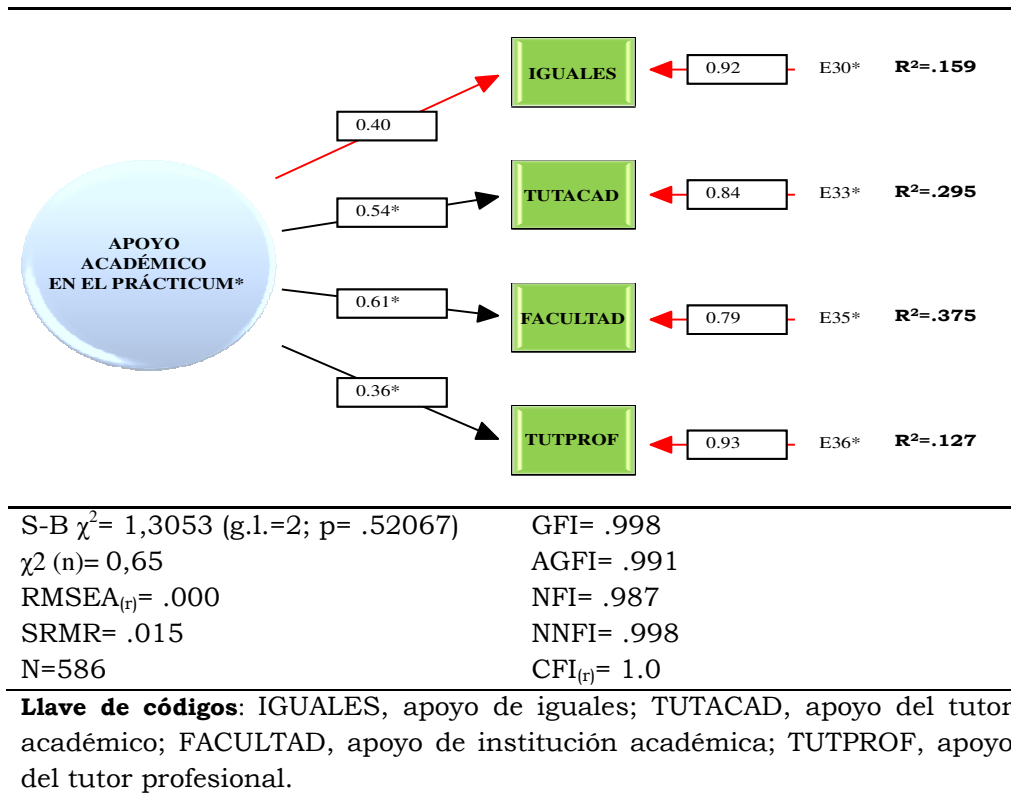 IGUALES
0.92
E30*
R²=.159
0.40
TUTACAD
0.84
E33*
R²=.295
0.54*
APOYO
ACADÉMICO
EN EL PRÁCTICUM*
0.61*
FACULTAD
0.79
E35*
R²=.375
0.36*
TUTPROF
0.93
E36*
R²=.127
S-B χ²= 1,3053 (g.l.=2; p= .52067) GFI= .998
χ2 (n)= 0,65 AGFI= .991
RMSEA(r)= .000 NFI= .987
SRMR= .015 NNFI= .998
N=586 CFI(r)= 1.0
Llave de códigos: IGUALES, apoyo de iguales; TUTACAD, apoyo del tutor
académico; FACULTAD, apoyo de institución académica; TUTPROF, apoyo
del tutor profesional.